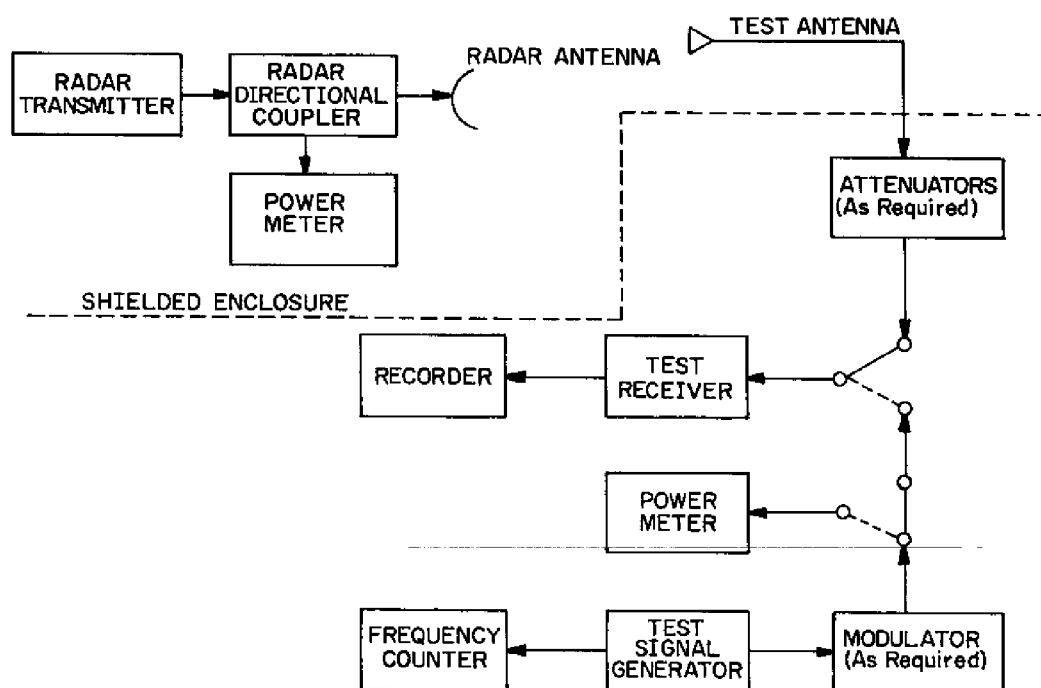 TEST ANTENNA
RADAR ANTENNA
RADAR
TRANSMITTER
RADAR
DIRECTIONAL
COUPLER
POWER
METER
ATTENUATORS
(As Required)
SHIELDED ENCLOSURE
RECORDER
TEST
RECEIVER
POWER
METER
FREQUENCY
COUNTER
TEST
SIGNAL
GENERATOR
MODULATOR
(As Required)